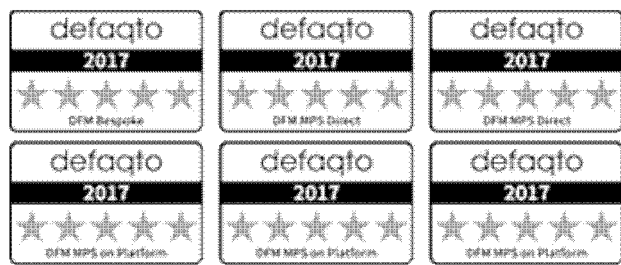 defaqto defaqto defaqto
2017 2017 2017
DFM Bespoke DFM MPS Direct DFM MPS Direct
defaqto defaqto defaqto
2017 2017 2017
DFM MPS on Platform DFM MPS on Platform DFM MPS on Platform